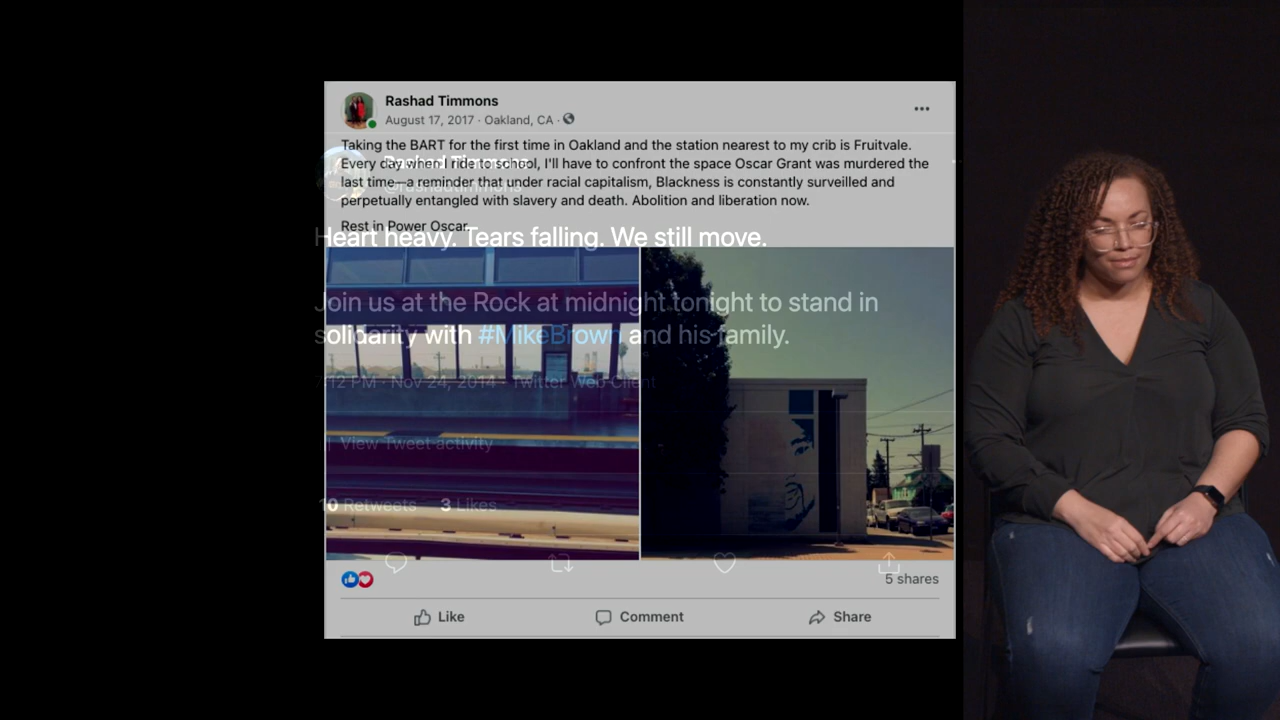 Rashad Timmons
August 17, 2017 · Oakland, CA ·
Taking the BART for the first time in Oakland and the station nearest to my crib is Fruitvale.
Every day when I ride to school, I'll have to confront the space Oscar Grant was murdered the
last time—a reminder that under racial capitalism, Blackness is constantly surveilled and
perpetually entangled with slavery and death. Abolition and liberation now.
Rest in Power Oscar.
5 shares
Like
Comment
Share
Rashad Timmons
@rashadtimmons
Heart heavy. Tears falling. We still move.
Join us at the Rock at midnight tonight to stand in
solidarity with #MikeBrown and his family.
7:12 PM · Nov 24, 2014 · Twitter Web Client
View Tweet activity
10 Retweets 3 Likes